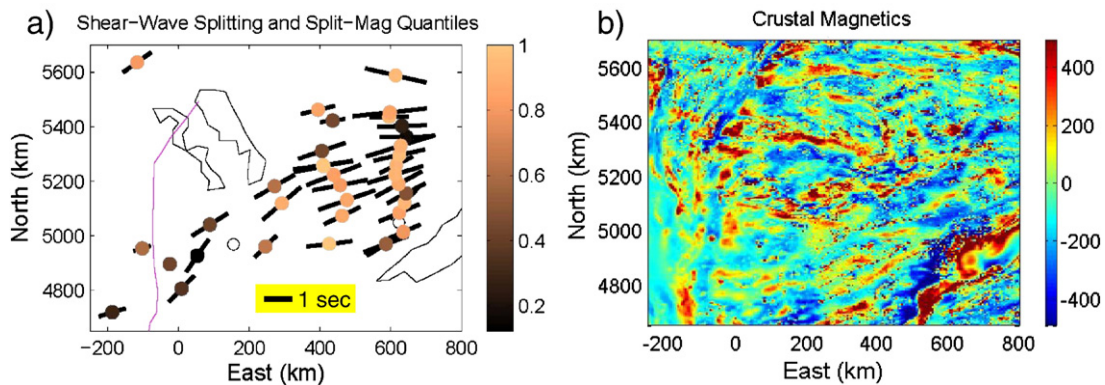 a) Shear-Wave Splitting and Split-Mag Quantiles
5600
5400
5200
5000
4800
North (km)
-200 0 200 400 600 800
East (km)
1 sec
1
0.8
0.6
0.4
0.2
b) Crustal Magnetics
5600
5400
5200
5000
4800
North (km)
-200 0 200 400 600 800
East (km)
400
200
0
-200
-400